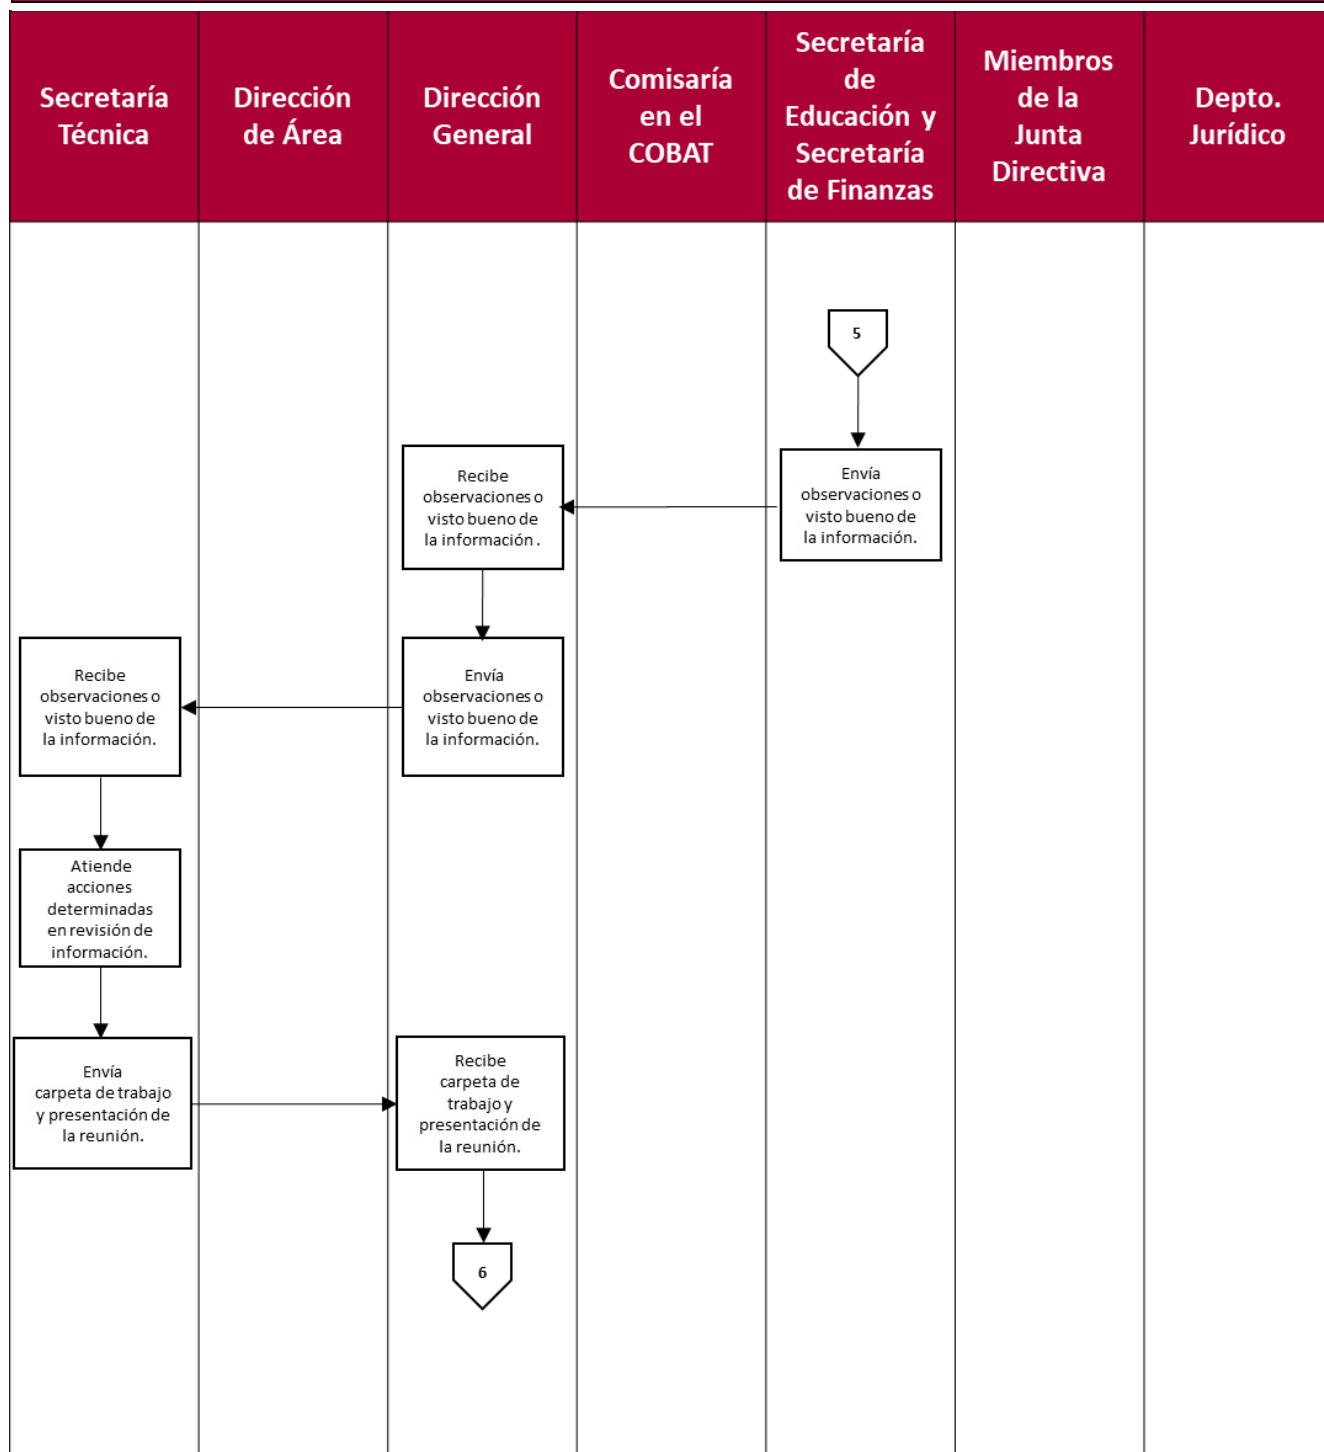 Secretaría
Técnica
Dirección
de Área
Dirección
General
Comisaría
en el
COBAT
Secretaría
de
Educación y
Secretaría
de Finanzas
Miembros
de la
Junta
Directiva
Depto.
Jurídico
5
Envía
observaciones o
visto bueno de
la información.
Recibe
observaciones o
visto bueno de
la información .
Envía
observaciones o
visto bueno de
la información.
Recibe
observaciones o
visto bueno de
la información.
Atiende
acciones
determinadas
en revisión de
información.
Envía
carpeta de trabajo
y presentación de
la reunión.
Recibe
carpeta de
trabajo y
presentación de
la reunión.
6